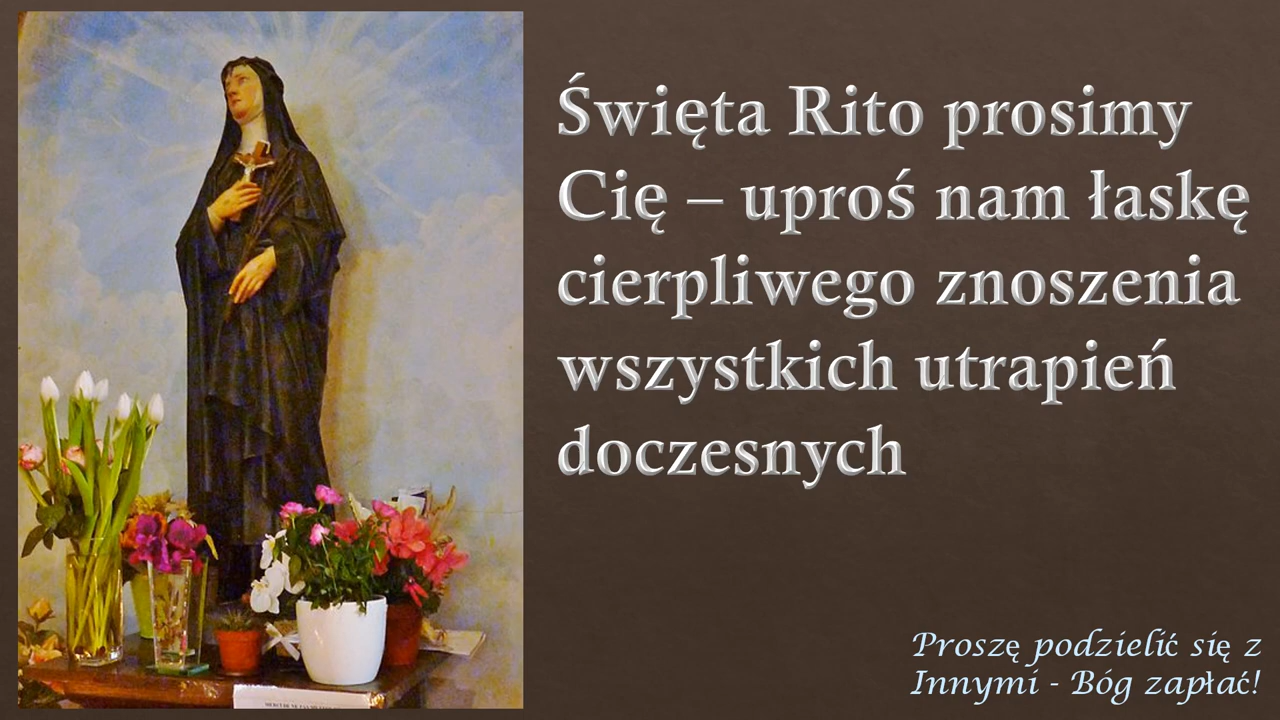 Święta Rito prosimy
Cię – uproś nam łaskę
cierpliwego znoszenia
wszystkich utrapień
doczesnych
Proszę podzielić się z
Innymi - Bóg zapłać!